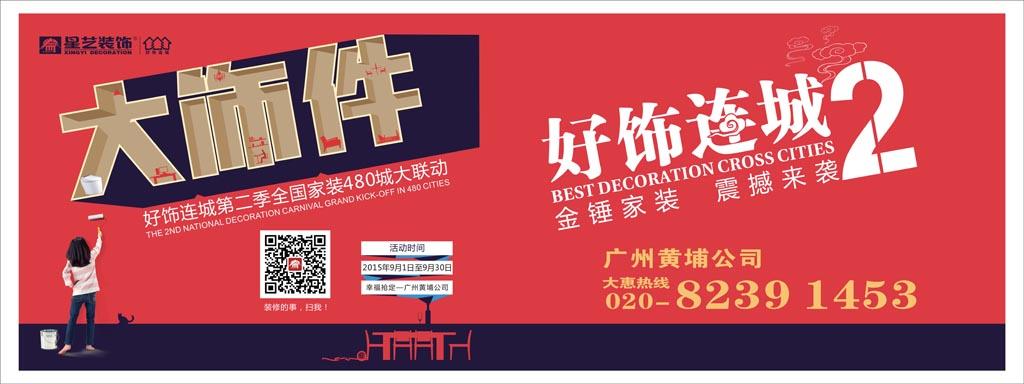 星艺装饰®
XINGYI DECORATION
好饰连城
大闹件
好饰连城第二季全国家装480城大联动
THE 2ND NATIONAL DECORATION CARNIVAL GRAND KICK-OFF IN 480 CITIES
装修的事，扫我！
活动时间
2015年9月1日至9月30日
幸福抢定—广州黄埔公司
好饰连城2
BEST DECORATION CROSS CITIES
金锤家装 震撼来袭
广州黄埔公司
大惠热线
020-8239 1453